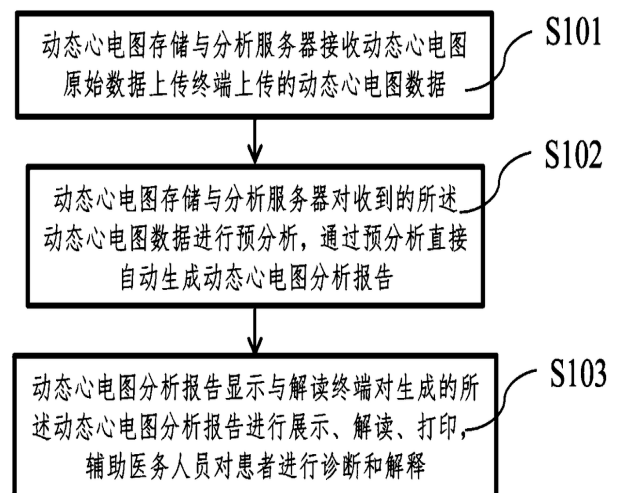 动态心电图存储与分析服务器接收动态心电图
原始数据上传终端上传的动态心电图数据
S101
动态心电图存储与分析服务器对收到的所述
动态心电图数据进行预分析，通过预分析直接
自动生成动态心电图分析报告
S102
动态心电图分析报告显示与解读终端对生成的所
述动态心电图分析报告进行展示、解读、打印，
辅助医务人员对患者进行诊断和解释
S103